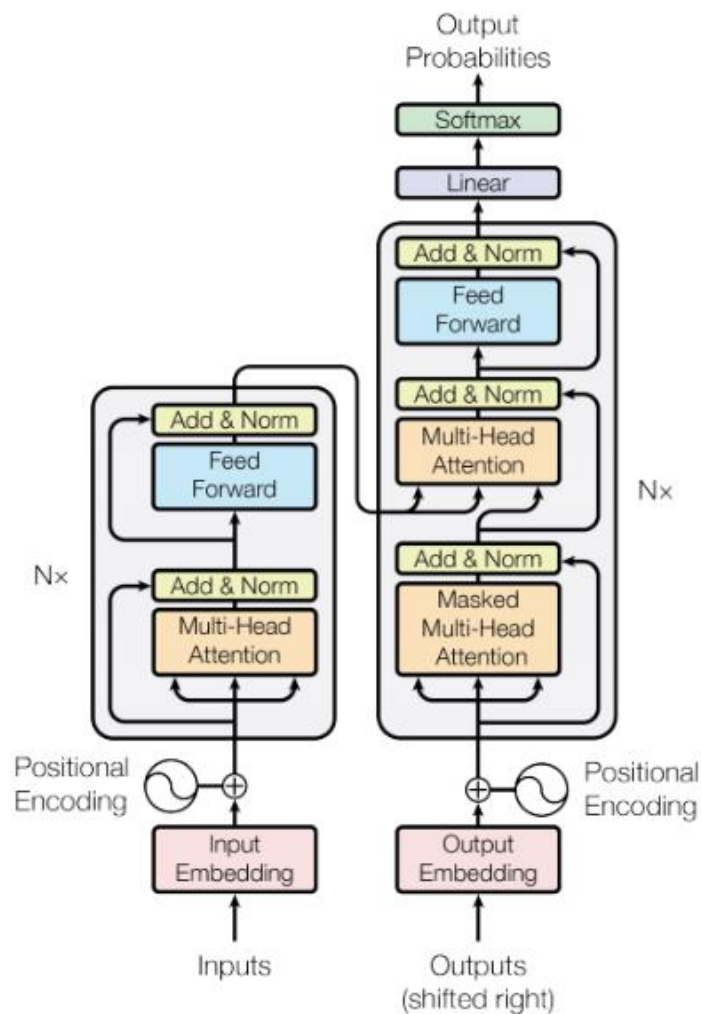 Output
Probabilities
Softmax
Linear
Add & Norm
Feed
Forward
Add & Norm
Multi-Head
Attention
Nx
Add & Norm
Masked
Multi-Head
Attention
Add & Norm
Feed
Forward
Nx
Add & Norm
Multi-Head
Attention
Positional
Encoding
Positional
Encoding
Input
Embedding
Output
Embedding
Inputs
Outputs
(shifted right)